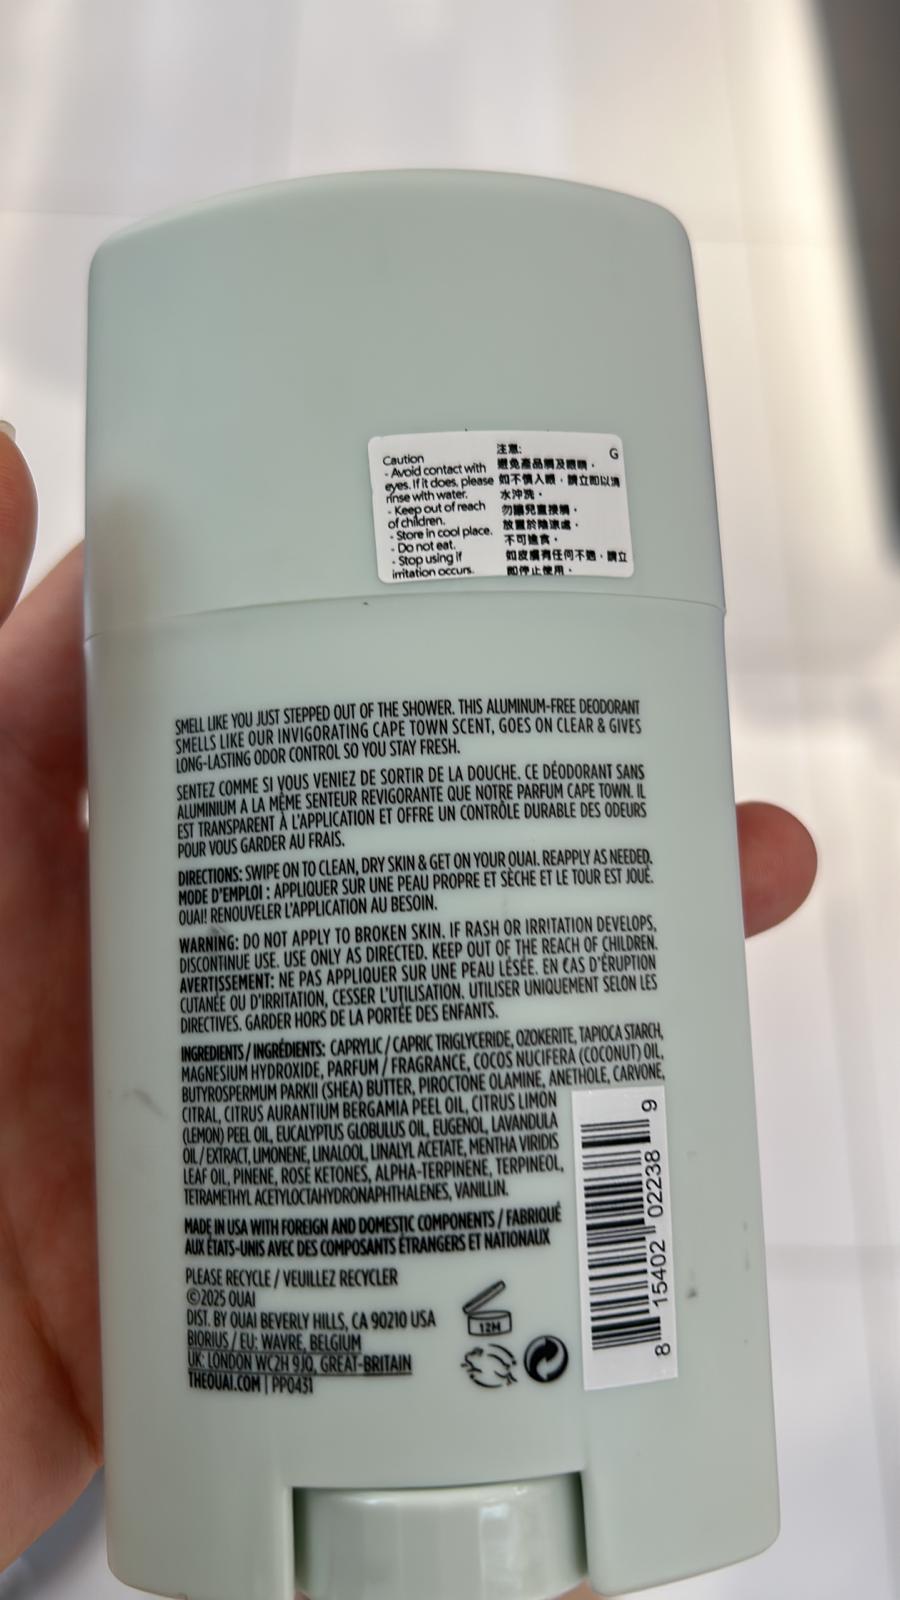 Caution
- Avoid contact with
eyes. If it does, please
rinse with water.
- Keep out of reach
of children.
- Store in cool place.
- Do not eat.
- Stop using if
irritation occurs.
注意:
避免產品觸及眼睛。
如不慎入眼，請立即以清
水沖洗。
勿讓兒童接觸。
放置於陰涼處。
不可進食。
如皮膚有任何不適，請立
即停止使用。
G
SMELL LIKE YOU JUST STEPPED OUT OF THE SHOWER. THIS ALUMINUM-FREE DEODORANT
SMELLS LIKE OUR INVIGORATING CAPE TOWN SCENT, GOES ON CLEAR & GIVES
LONG-LASTING ODOR CONTROL SO YOU STAY FRESH.
SENTEZ COMME SI VOUS VENIEZ DE SORTIR DE LA DOUCHE. CE DÉODORANT SANS
ALUMINIUM A LA MÊME SENTEUR REVIGORANTE QUE NOTRE PARFUM CAPE TOWN. IL
EST TRANSPARENT À L'APPLICATION ET OFFRE UN CONTRÔLE DURABLE DES ODEURS
POUR VOUS GARDER AU FRAIS.
DIRECTIONS: SWIPE ON TO CLEAN, DRY SKIN & GET ON YOUR OUAI. REAPPLY AS NEEDED.
MODE D'EMPLOI : APPLIQUER SUR UNE PEAU PROPRE ET SÈCHE ET LE TOUR EST JOUÉ.
OUAI! RENOUVELER L'APPLICATION AU BESOIN.
WARNING: DO NOT APPLY TO BROKEN SKIN. IF RASH OR IRRITATION DEVELOPS,
DISCONTINUE USE. USE ONLY AS DIRECTED. KEEP OUT OF THE REACH OF CHILDREN.
AVERTISSEMENT: NE PAS APPLIQUER SUR UNE PEAU LÉSÉE. EN CAS D'ÉRUPTION
CUTANÉE OU D'IRRITATION, CESSER L'UTILISATION. UTILISER UNIQUEMENT SELON LES
DIRECTIVES. GARDER HORS DE LA PORTÉE DES ENFANTS.
INGREDIENTS / INGRÉDIENTS: CAPRYLIC / CAPRIC TRIGLYCERIDE, OZOKERITE, TAPIOCA STARCH,
MAGNESIUM HYDROXIDE, PARFUM / FRAGRANCE, COCOS NUCIFERA (COCONUT) OIL,
BUTYROSPERMUM PARKII (SHEA) BUTTER, PIROCTONE OLAMINE, ANETHOLE, CARVONE,
CITRAL, CITRUS AURANTIUM BERGAMIA PEEL OIL, CITRUS LIMON
(LEMON) PEEL OIL, EUCALYPTUS GLOBULUS OIL, EUGENOL, LAVANDULA
OIL / EXTRACT, LIMONENE, LINALOOL, LINALYL ACETATE, MENTHA VIRIDIS
LEAF OIL, PINENE, ROSE KETONES, ALPHA-TERPINENE, TERPINEOL,
TETRAMETHYL ACETYLOCTAHYDRONAPHTHALENES, VANILLIN.
MADE IN USA WITH FOREIGN AND DOMESTIC COMPONENTS / FABRIQUÉ
AUX ÉTATS-UNIS AVEC DES COMPOSANTS ÉTRANGERS ET NATIONAUX
PLEASE RECYCLE / VEUILLEZ RECYCLER
©2025 OUAI
DIST. BY OUAI BEVERLY HILLS, CA 90210 USA
BIORIUS / EU: WAVRE, BELGIUM
UK: LONDON WC2H 9JQ, GREAT-BRITAIN
THEOUAI.COM | PP0431
12M
8 15402 02238 9